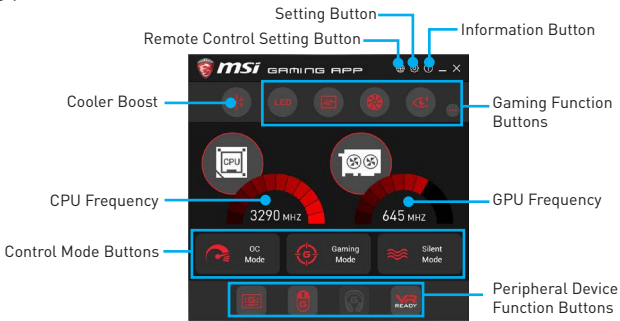 Setting Button
Information Button
Remote Control Setting Button
msi GAMING APP
Cooler Boost
LED
Gaming Function
Buttons
CPU
CPU Frequency
GPU Frequency
3290 MHZ
645 MHZ
Control Mode Buttons
OC
Mode
G
Gaming
Mode
Silent
Mode
Peripheral Device
Function Buttons
G
G
G
VR
READY